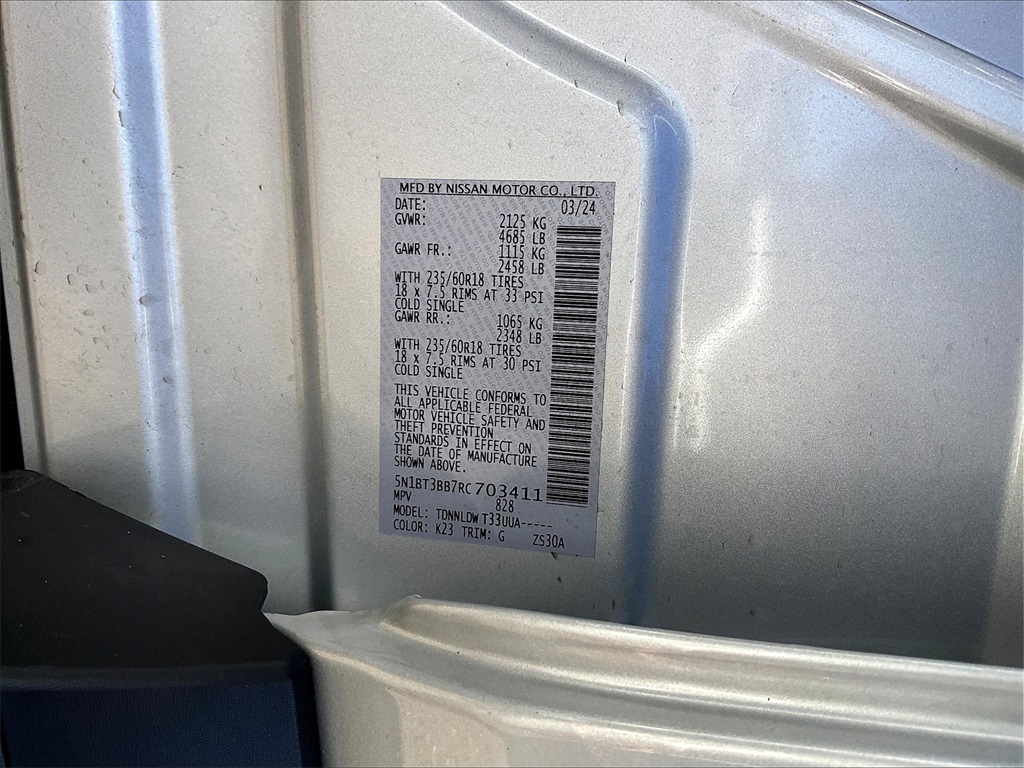 MFD BY NISSAN MOTOR CO., LTD.
DATE: 03/24
GVWR: 2125 KG
4685 LB
GAWR FR.: 1115 KG
2458 LB
WITH 235/60R18 TIRES
18 x 7.5 RIMS AT 33 PSI
COLD SINGLE
GAWR RR.: 1065 KG
2348 LB
WITH 235/60R18 TIRES
18 x 7.5 RIMS AT 30 PSI
COLD SINGLE
THIS VEHICLE CONFORMS TO
ALL APPLICABLE FEDERAL
MOTOR VEHICLE SAFETY AND
THEFT PREVENTION
STANDARDS IN EFFECT ON
THE DATE OF MANUFACTURE
SHOWN ABOVE.
5N1BT3BB7RC703411
MPV 828
MODEL: TDNNLDW T33UUA-----
COLOR: K23 TRIM: G ZS30A